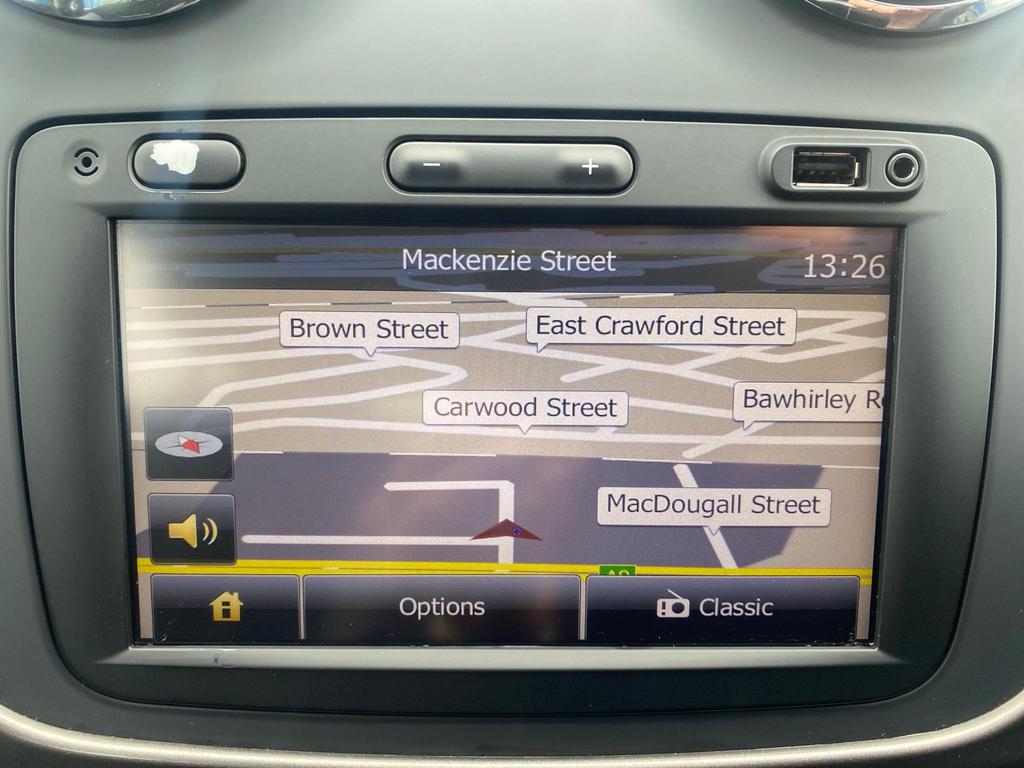 Mackenzie Street
13:26
Brown Street
East Crawford Street
Carwood Street
Bawhirley
MacDougall Street
Options
Classic